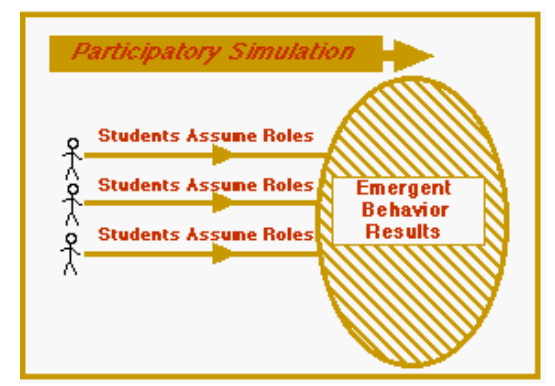 Participatory Simulation
Students Assume Roles
Students Assume Roles
Students Assume Roles
Emergent
Behavior
Results